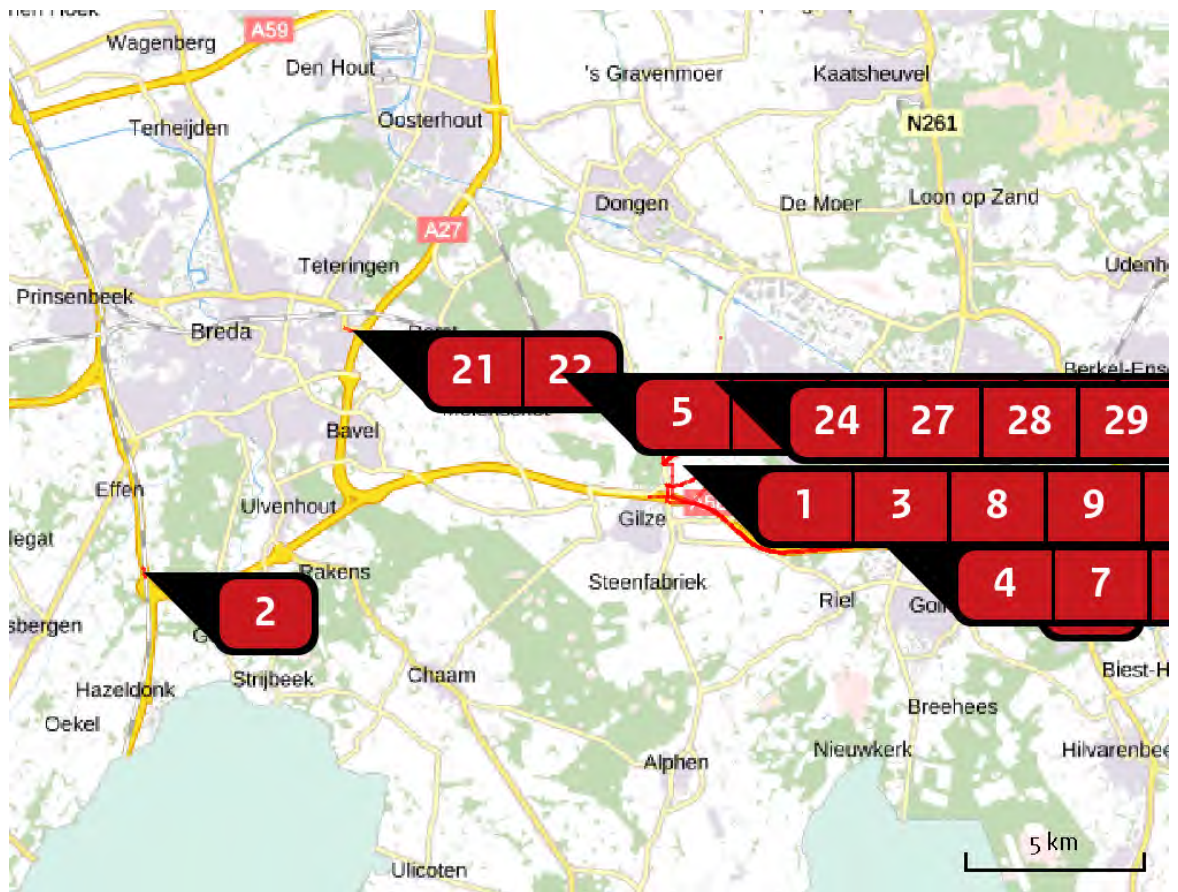 Wagenberg
A59
Den Hout
's Gravenmoer
Kaatsheuvel
Terheijden
Oosterhout
N261
Dongen
De Moer
Loon op Zand
A27
Teteringen
Prinsenbeek
Breda
21 22
5
24 27 28 29
Bavel
Effen
Ulvenhout
Gilze
1 3 8 9
Rakens
Steenfabriek
4 7
2
Riel
Strijbeek
Chaam
Hazeldonk
Oekel
Breehees
Alphen
Nieuwkerk
5 km
Ulicoten